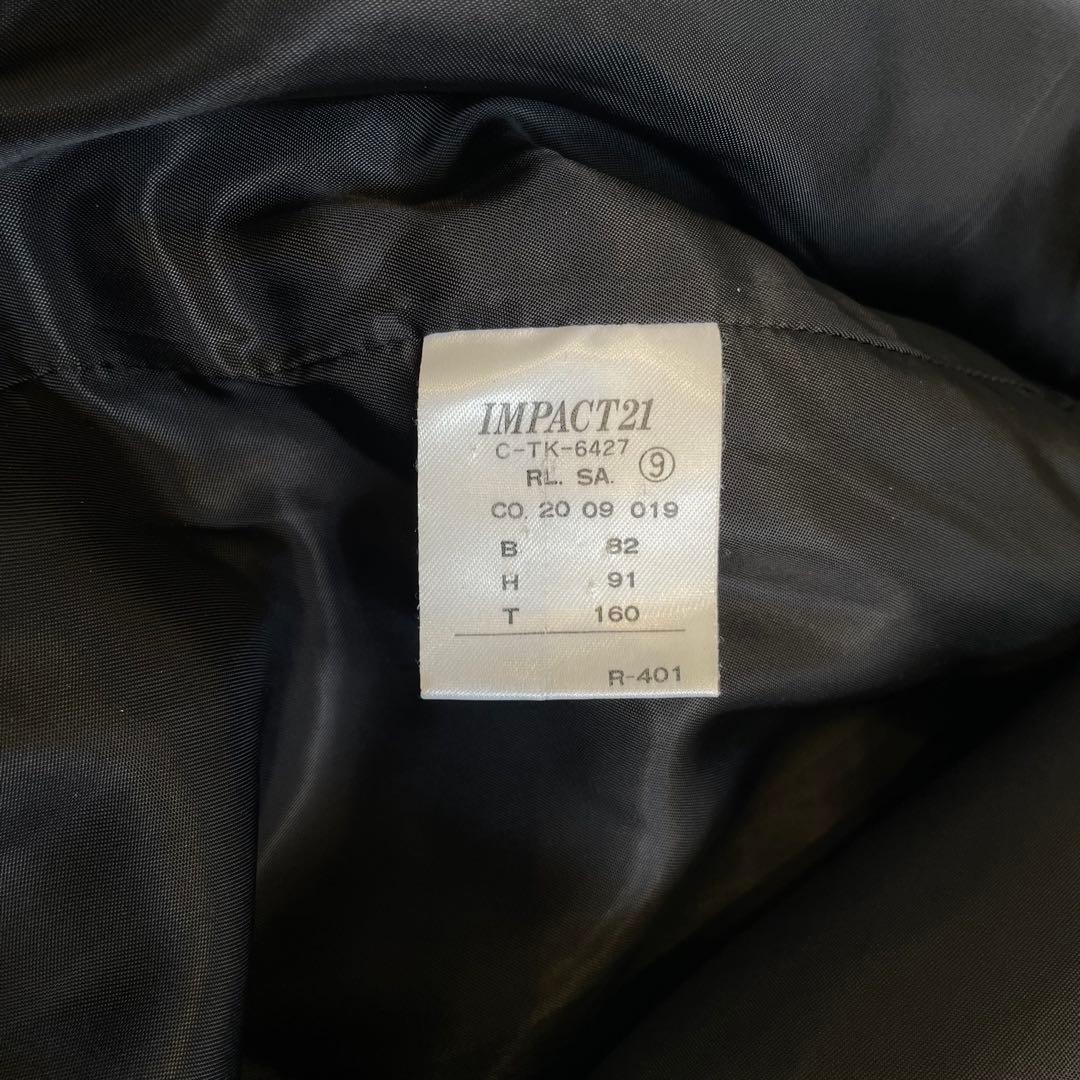 IMPACT21
C-TK-6427
RL. SA. ⑨
CO. 20 09 019
B 82
H 91
T 160
R-401